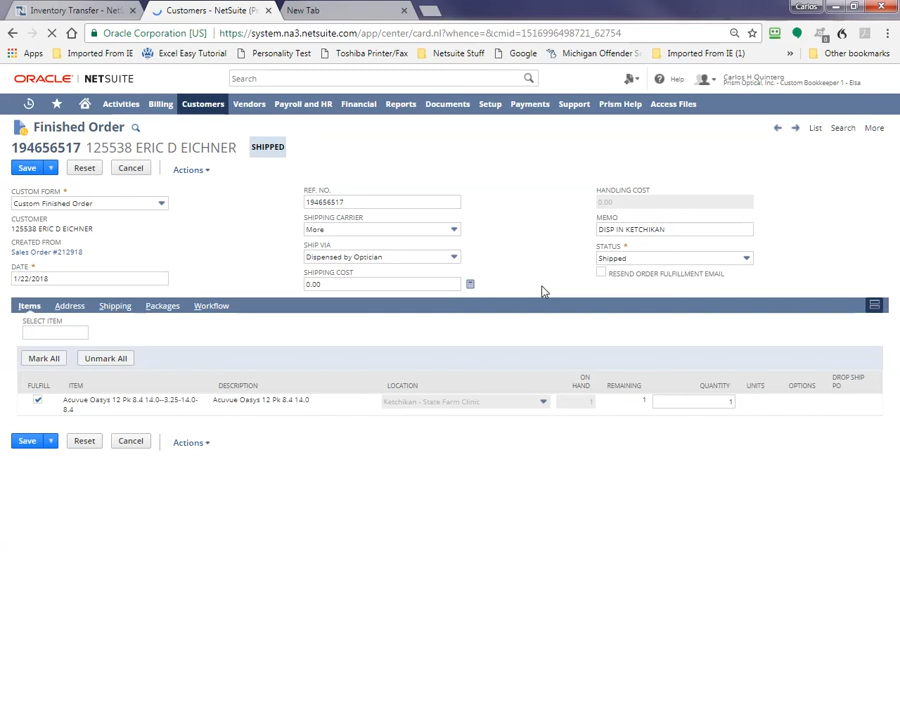 Carlos
Inventory Transfer - NetS
Customers - NetSuite (Pr
New Tab
Oracle Corporation [US]
https://system.na3.netsuite.com/app/center/card.nl?whence=&cmid=1516996498721_62754
Apps
Imported From IE
Excel Easy Tutorial
Personality Test
Toshiba Printer/Fax
Netsuite Stuff
Google
Michigan Offender Se
Imported From IE (1)
»
Other bookmarks
ORACLE NETSUITE
Search
Help
Carlos H Quintero
Prism Optical, Inc. - Custom Bookkeeper 1 - Elsa
Activities
Billing
Customers
Vendors
Payroll and HR
Financial
Reports
Documents
Setup
Payments
Support
Prism Help
Access Files
Finished Order
List
Search
More
194656517 125538 ERIC D EICHNER
SHIPPED
Save
Reset
Cancel
Actions
CUSTOM FORM *
Custom Finished Order
CUSTOMER
125538 ERIC D EICHNER
CREATED FROM
Sales Order #212918
DATE *
1/22/2018
REF. NO.
194656517
SHIPPING CARRIER
More
SHIP VIA
Dispensed by Optician
SHIPPING COST
0.00
HANDLING COST
0.00
MEMO
DISP IN KETCHIKAN
STATUS *
Shipped
RESEND ORDER FULFILLMENT EMAIL
Items
Address
Shipping
Packages
Workflow
SELECT ITEM
Mark All
Unmark All
FULFILL
ITEM
DESCRIPTION
LOCATION
ON HAND
REMAINING
QUANTITY
UNITS
OPTIONS
DROP SHIP PO
Acuvue Oasys 12 Pk 8.4 14.0--3.25-14.0-
8.4
Acuvue Oasys 12 Pk 8.4 14.0
Ketchikan - State Farm Clinic
1
1
1
Save
Reset
Cancel
Actions